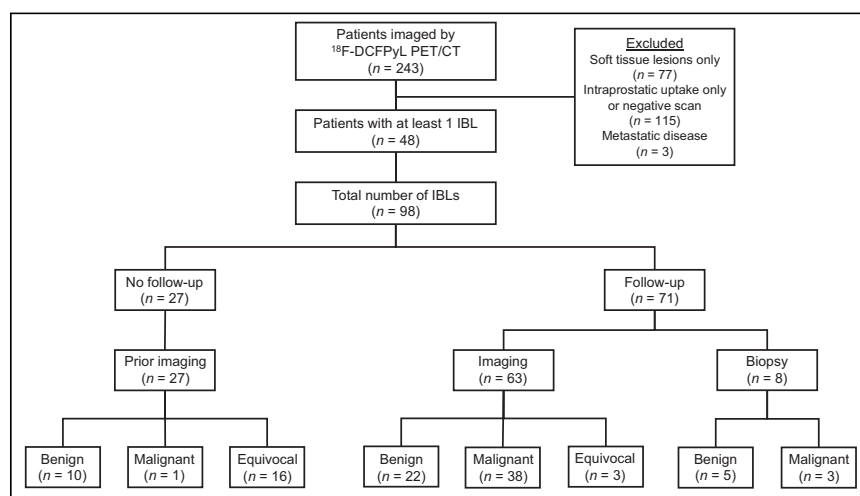 Patients imaged by
¹⁸F-DCFPyL PET/CT
(n = 243)
Excluded
Soft tissue lesions only
(n = 77)
Intraprostatic uptake only
or negative scan
(n = 115)
Metastatic disease
(n = 3)
Patients with at least 1 IBL
(n = 48)
Total number of IBLs
(n = 98)
No follow-up
(n = 27)
Follow-up
(n = 71)
Prior imaging
(n = 27)
Imaging
(n = 63)
Biopsy
(n = 8)
Benign
(n = 10)
Malignant
(n = 1)
Equivocal
(n = 16)
Benign
(n = 22)
Malignant
(n = 38)
Equivocal
(n = 3)
Benign
(n = 5)
Malignant
(n = 3)